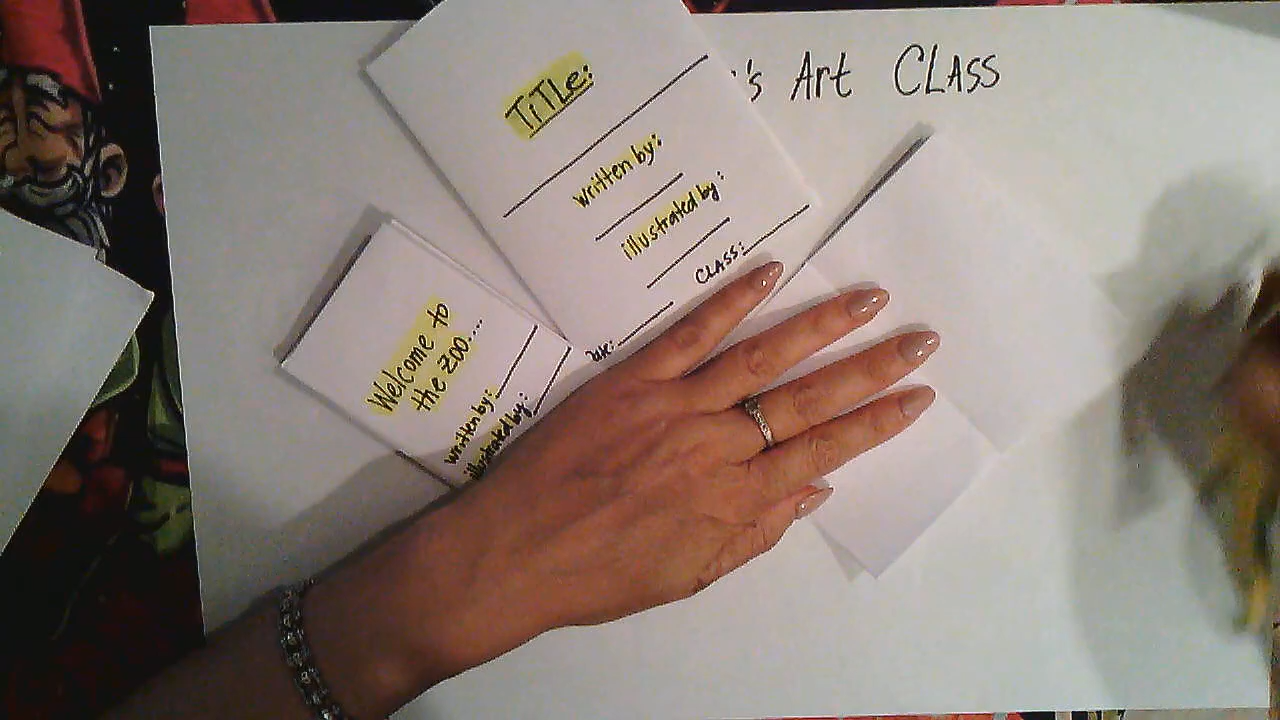 's Art CLASS
TiTLe:
written by:
illustrated by:
CLASS:
Welcome to
the zoo....
written by:
illustrated by: